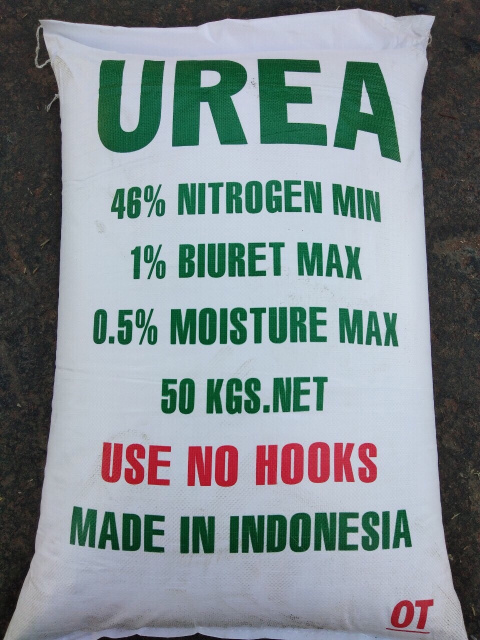 UREA
46% NITROGEN MIN
1% BIURET MAX
0.5% MOISTURE MAX
50 KGS.NET
USE NO HOOKS
MADE IN INDONESIA
OT